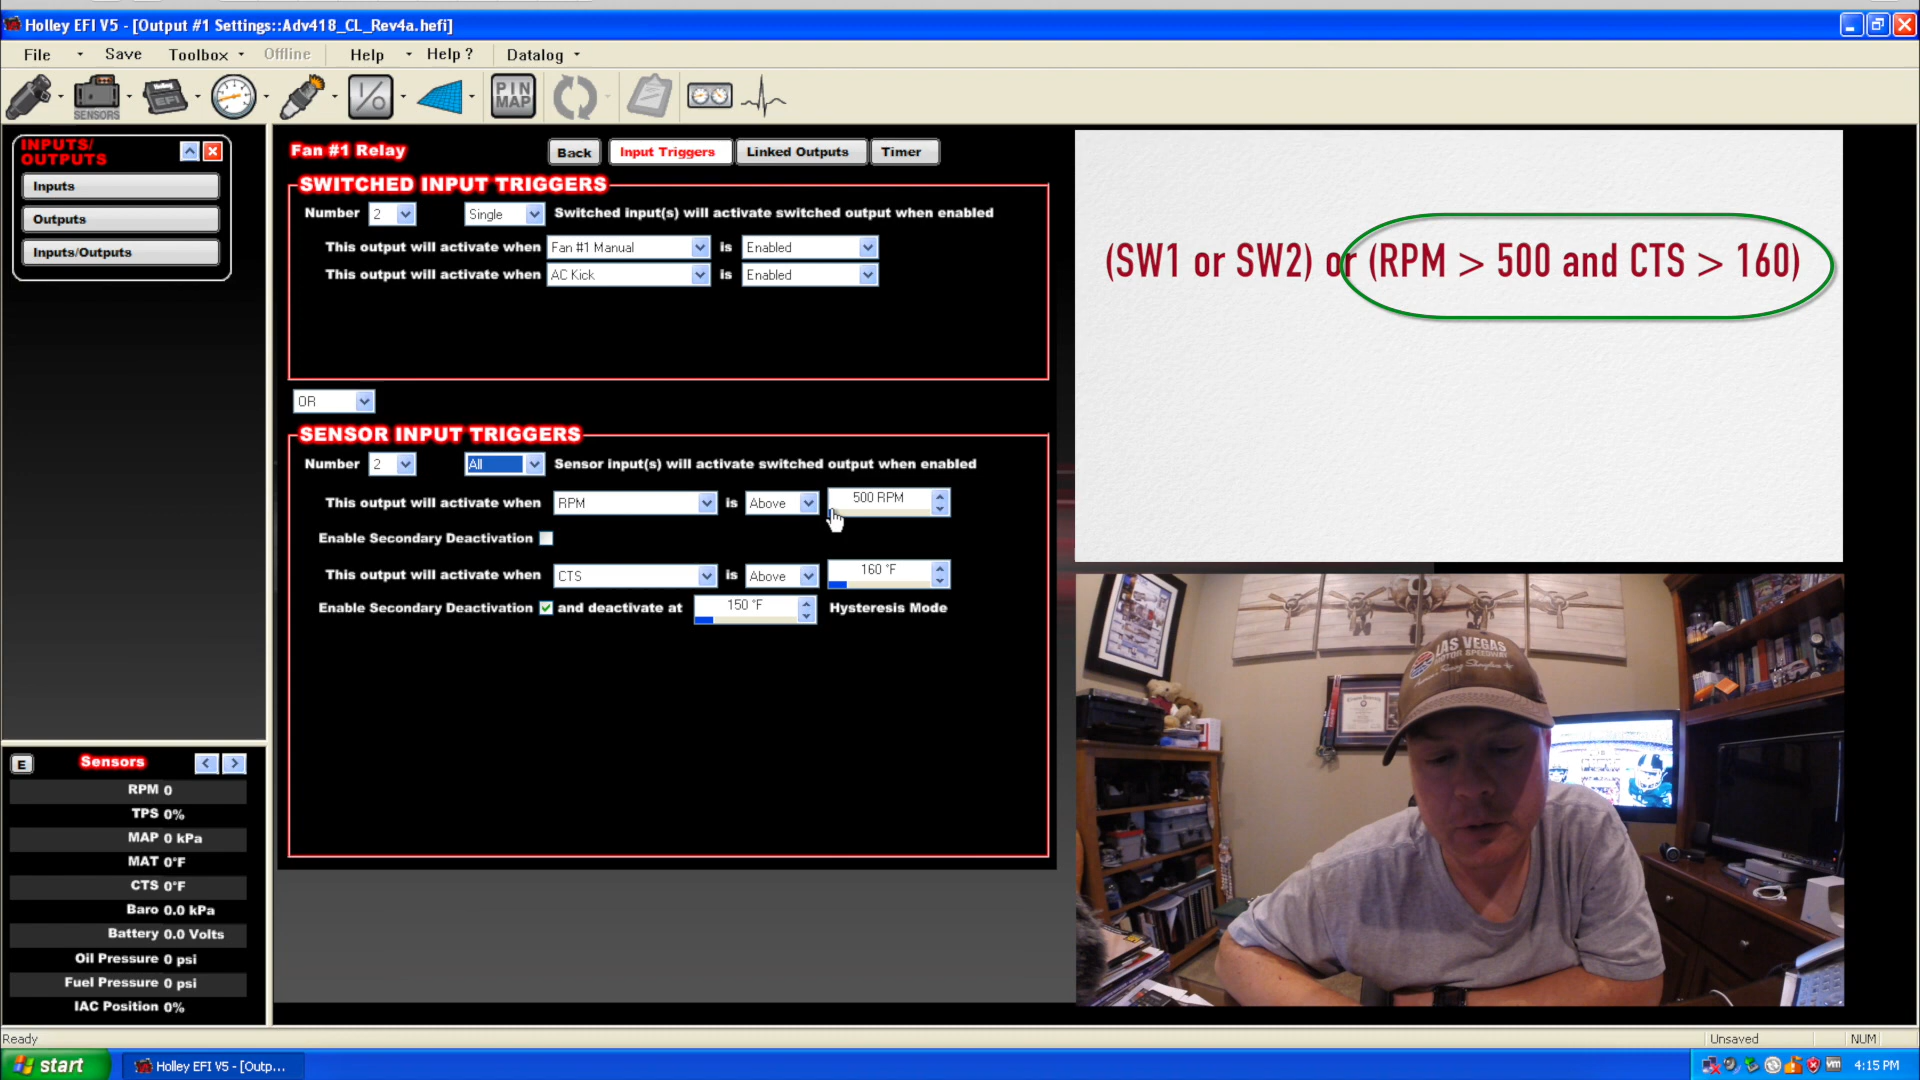 Holley EFI V5 - [Output #1 Settings::Adv418_CL_Rev4a.hefi]
File Save Toolbox Offline Help Help ? Datalog
SENSORS
Holley EFI
I/O
PIN MAP
INPUTS/
OUTPUTS
Inputs
Outputs
Inputs/Outputs
Fan #1 Relay Back Input Triggers Linked Outputs Timer
SWITCHED INPUT TRIGGERS
Number 2 Single Switched input(s) will activate switched output when enabled
This output will activate when Fan #1 Manual is Enabled
This output will activate when AC Kick is Enabled
OR
SENSOR INPUT TRIGGERS
Number 2 All Sensor input(s) will activate switched output when enabled
This output will activate when RPM is Above 500 RPM
Enable Secondary Deactivation
This output will activate when CTS is Above 160 °F
Enable Secondary Deactivation and deactivate at 150 °F Hysteresis Mode
(SW1 or SW2) or (RPM > 500 and CTS > 160)
LAS VEGAS
MOTOR SPEEDWAY
E Sensors
RPM 0
TPS 0%
MAP 0 kPa
MAT 0°F
CTS 0°F
Baro 0.0 kPa
Battery 0.0 Volts
Oil Pressure 0 psi
Fuel Pressure 0 psi
IAC Position 0%
Ready Unsaved NUM
start Holley EFI V5 - [Outp... 4:15 PM